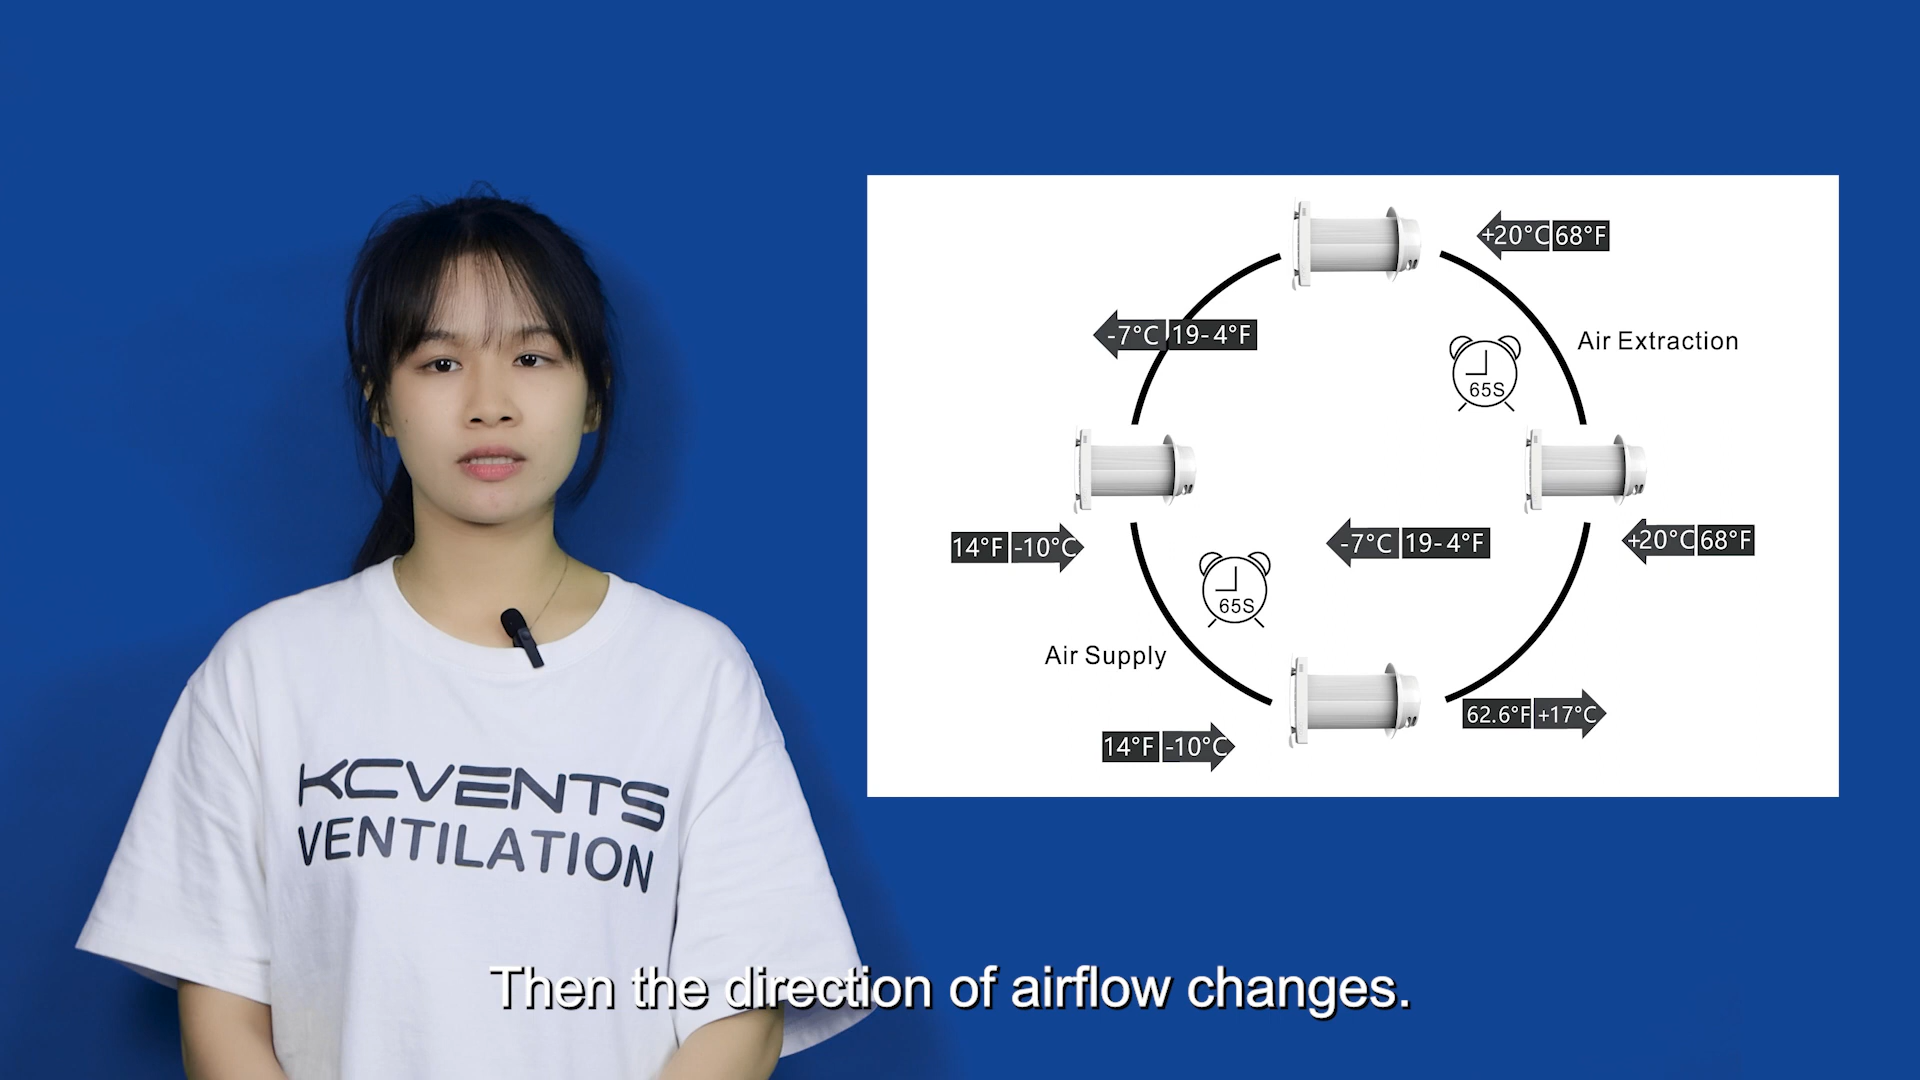 +20°C 68°F
-7°C 19-4°F
Air Extraction
65S
14°F -10°C
-7°C 19-4°F
+20°C 68°F
65S
Air Supply
62.6°F +17°C
14°F -10°C
KCVENTS
VENTILATION
Then the direction of airflow changes.